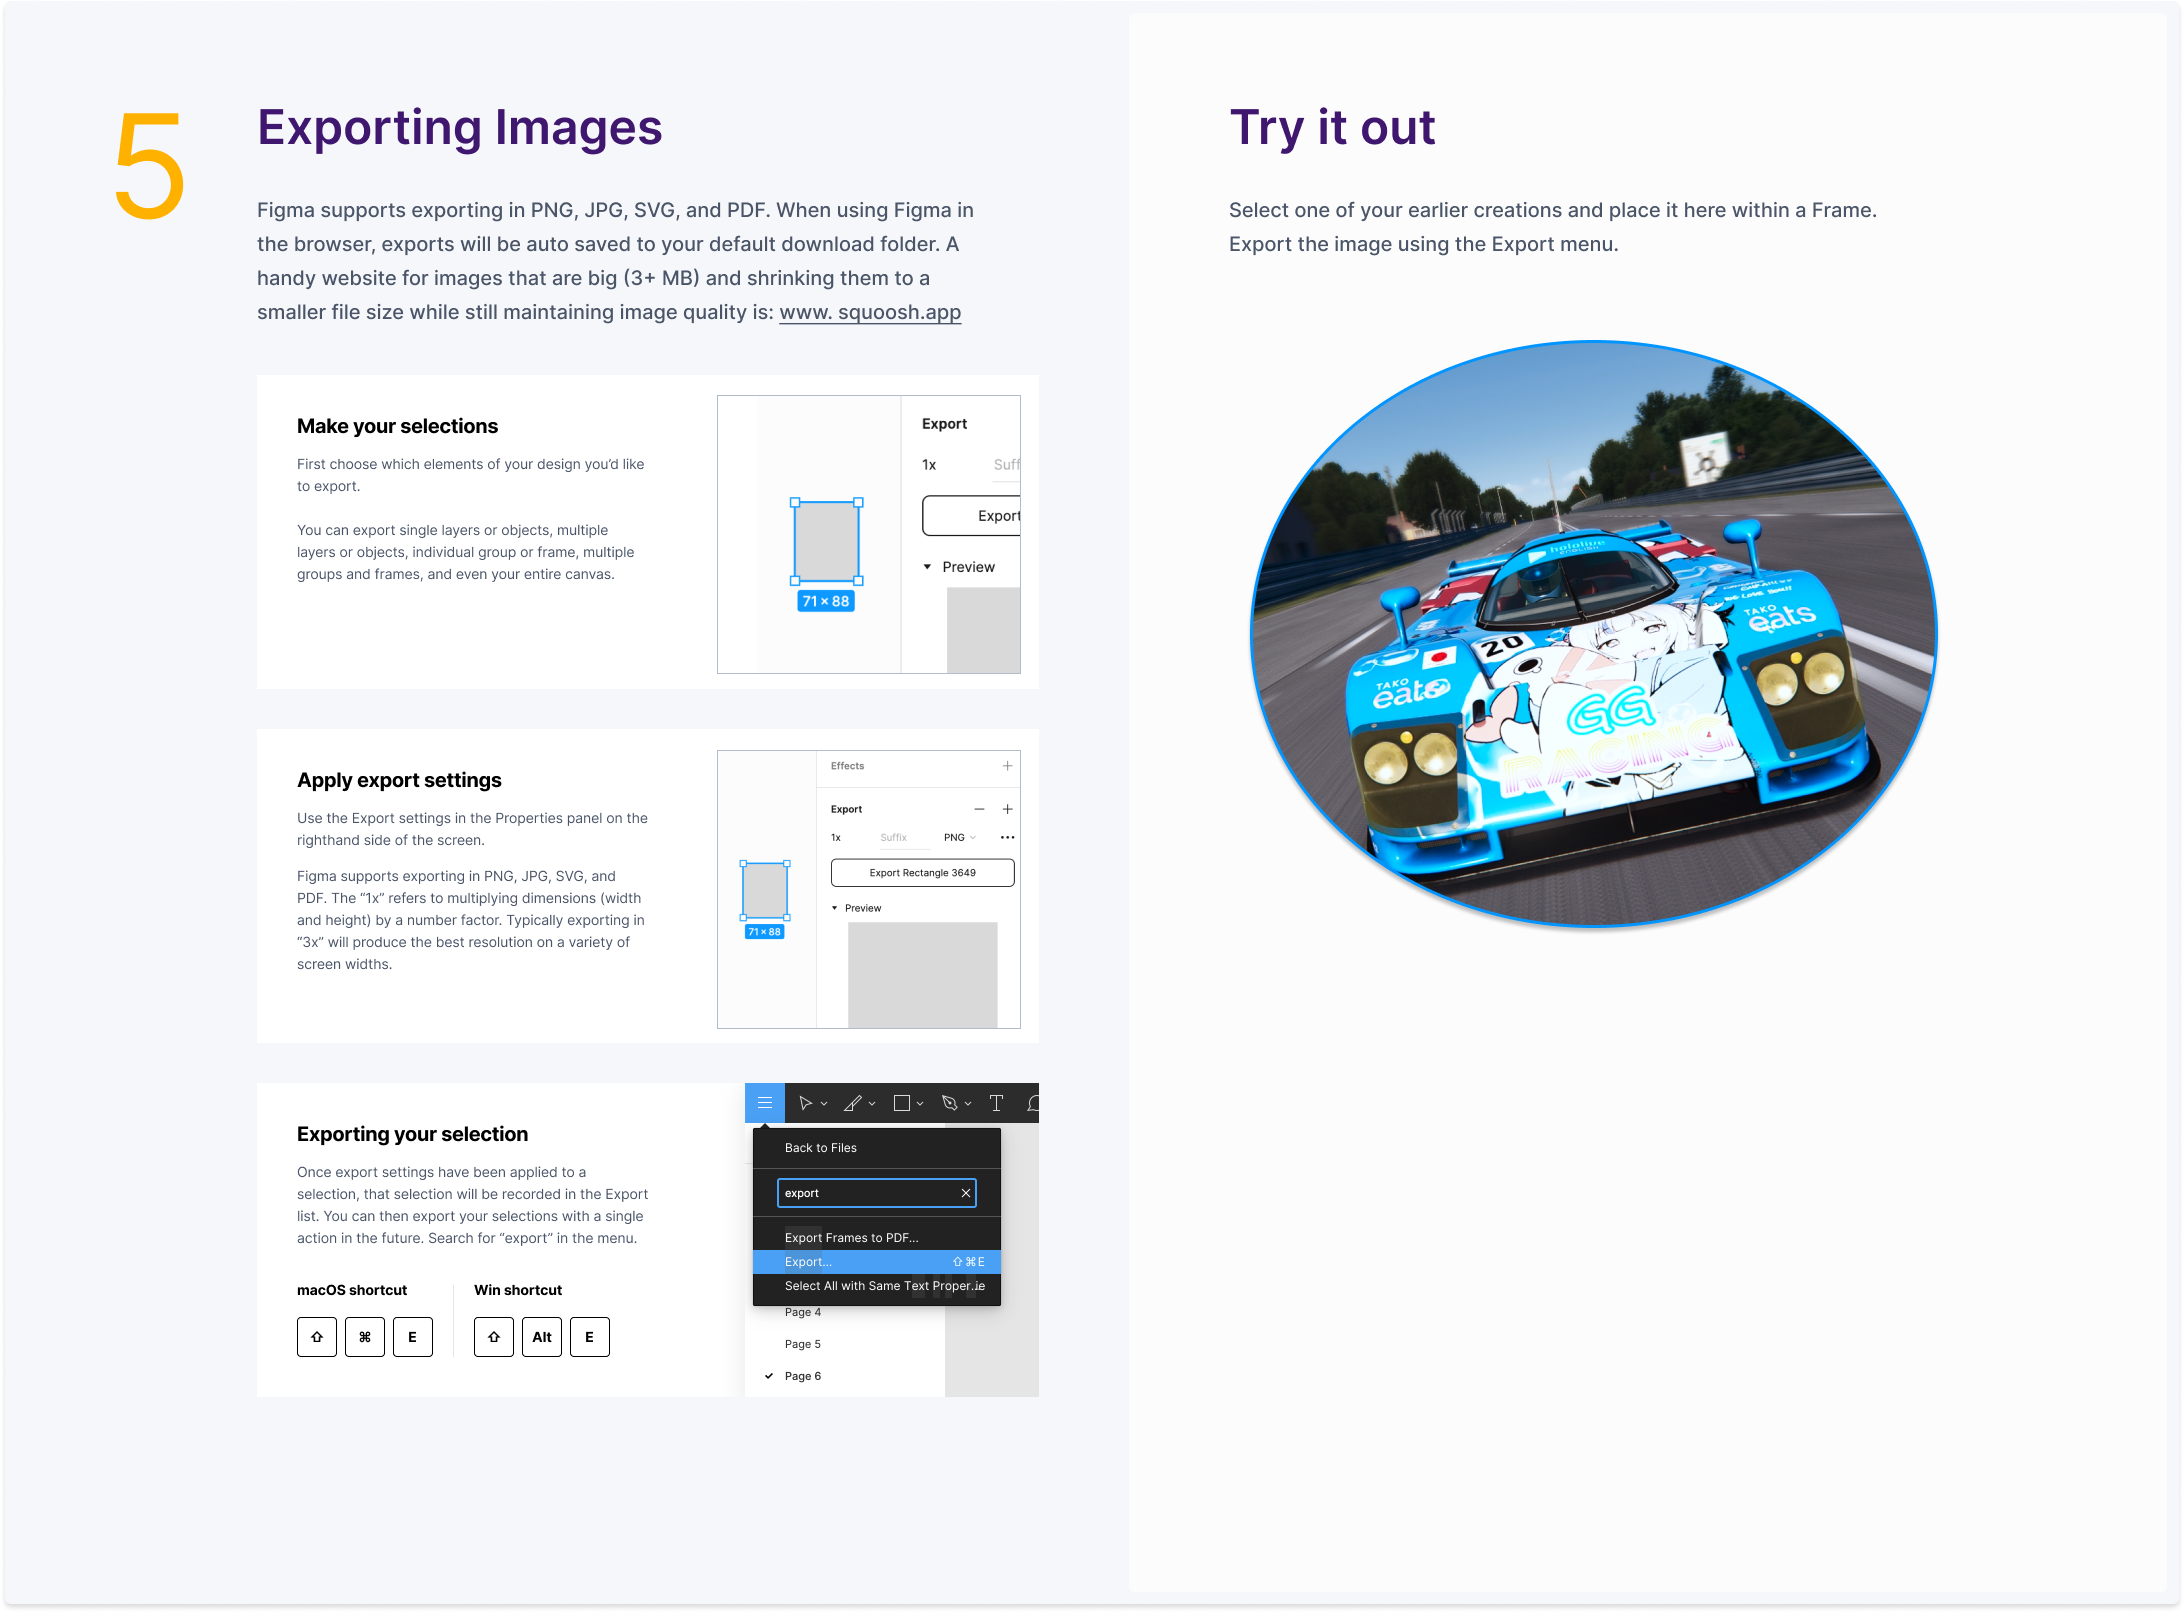 5
Exporting Images
Figma supports exporting in PNG, JPG, SVG, and PDF. When using Figma in
the browser, exports will be auto saved to your default download folder. A
handy website for images that are big (3+ MB) and shrinking them to a
smaller file size while still maintaining image quality is: www. squoosh.app
Make your selections
First choose which elements of your design you’d like
to export.
You can export single layers or objects, multiple
layers or objects, individual group or frame, multiple
groups and frames, and even your entire canvas.
Export
1x Suff
Export
Preview
71 × 88
Apply export settings
Use the Export settings in the Properties panel on the
righthand side of the screen.
Figma supports exporting in PNG, JPG, SVG, and
PDF. The “1x” refers to multiplying dimensions (width
and height) by a number factor. Typically exporting in
“3x” will produce the best resolution on a variety of
screen widths.
Effects
Export
1x Suffix PNG
Export Rectangle 3649
Preview
71 × 88
Exporting your selection
Once export settings have been applied to a
selection, that selection will be recorded in the Export
list. You can then export your selections with a single
action in the future. Search for “export” in the menu.
macOS shortcut
⇧ ⌘ E
Win shortcut
⇧ Alt E
Back to Files
export
Export Frames to PDF...
Export... ⇧⌘E
Select All with Same Text Proper...ie
Page 4
Page 5
Page 6
Try it out
Select one of your earlier creations and place it here within a Frame.
Export the image using the Export menu.
hololive
ENGLISH
TAKO
eats
20
TAKO
eats
GG
RACING